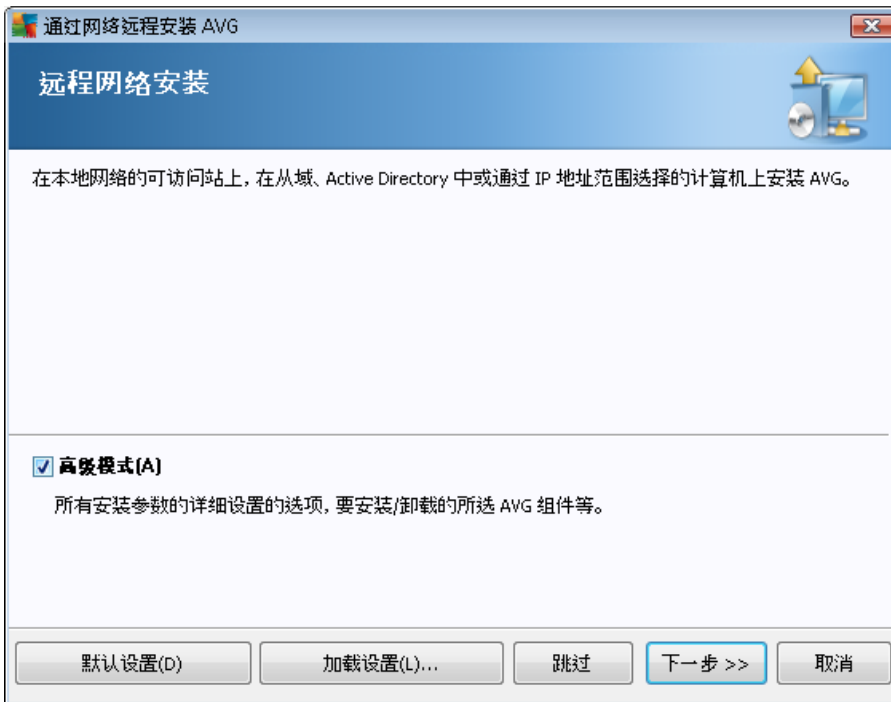 通过网络远程安装 AVG
远程网络安装
在本地网络的可访问站上，在从域、Active Directory 中或通过 IP 地址范围选择的计算机上安装 AVG。
高级模式(A)
所有安装参数的详细设置的选项，要安装/卸载的所选 AVG 组件等。
默认设置(D)
加载设置(L)...
跳过
下一步 >>
取消